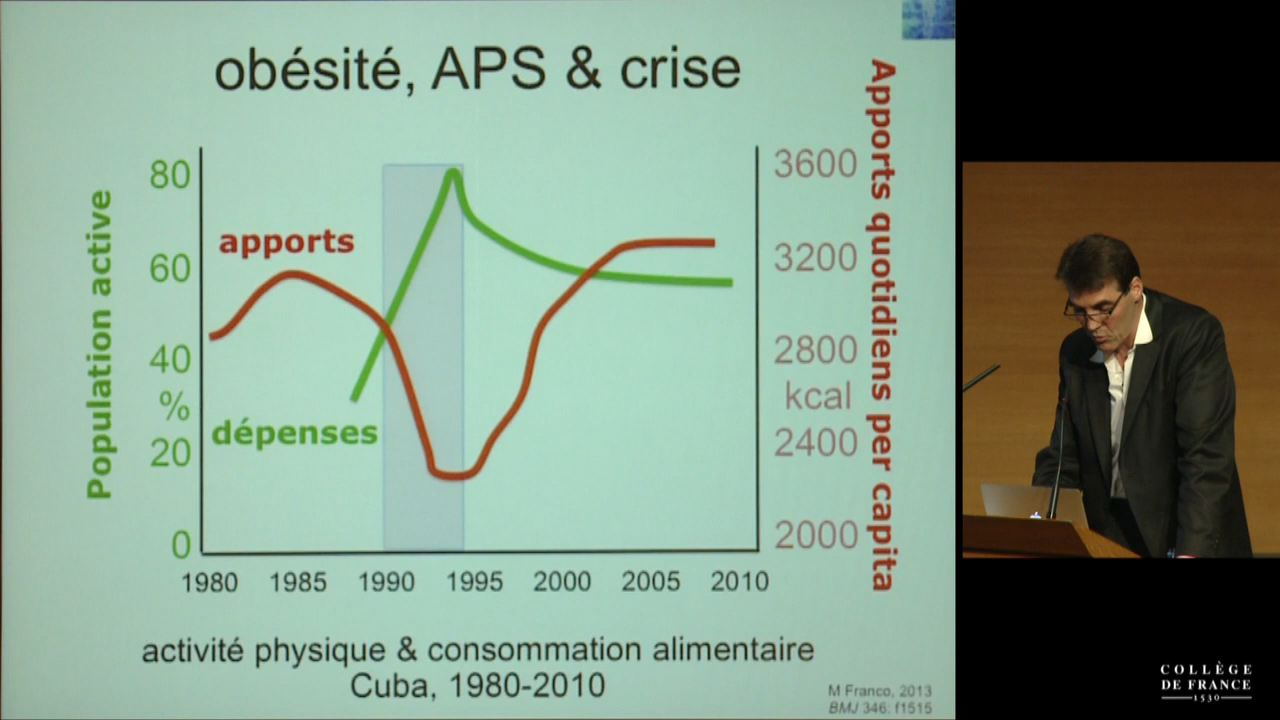 obésité, APS & crise
Population active
Apports quotidiens per capita
80
60
40
%
20
0
3600
3200
2800
kcal
2400
2000
apports
dépenses
1980 1985 1990 1995 2000 2005 2010
activité physique & consommation alimentaire
Cuba, 1980-2010
M Franco, 2013
BMJ 346: f1515
COLLÈGE
DE FRANCE
1530